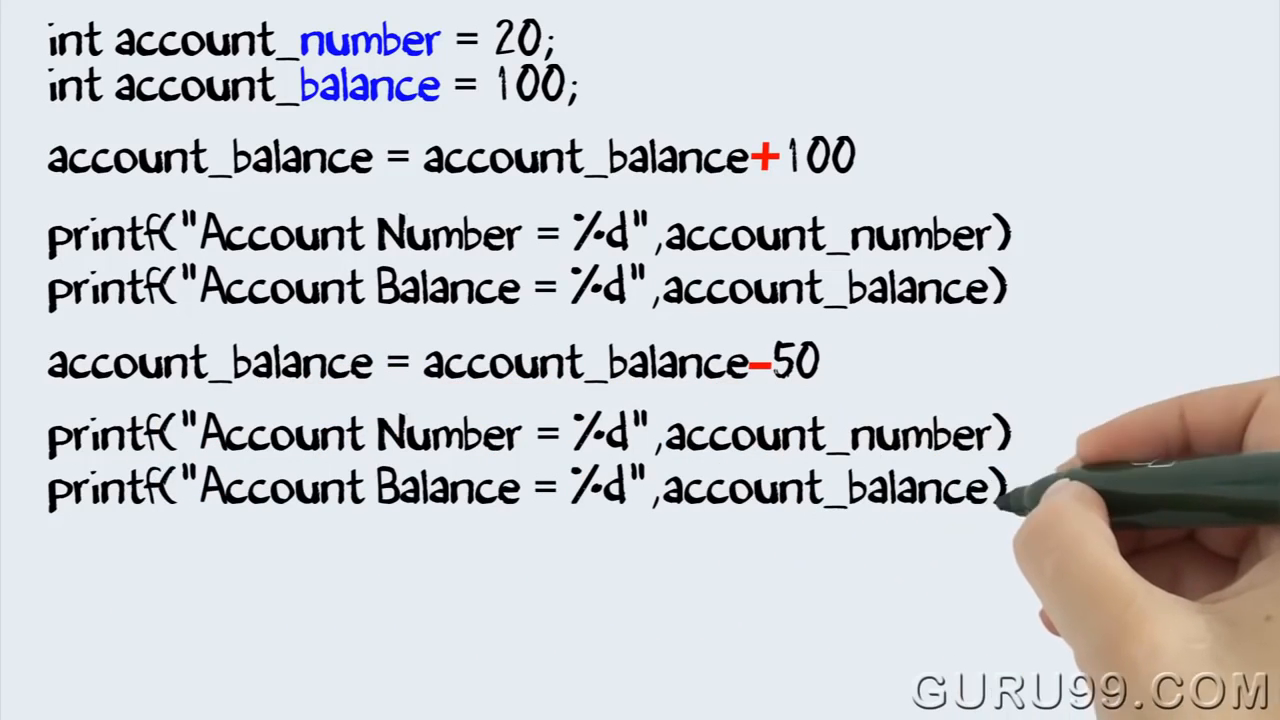 int account_number = 20;
int account_balance = 100;
account_balance = account_balance+100
printf("Account Number = %d",account_number)
printf("Account Balance = %d",account_balance)
account_balance = account_balance-50
printf("Account Number = %d",account_number)
printf("Account Balance = %d",account_balance)
GURU99.COM